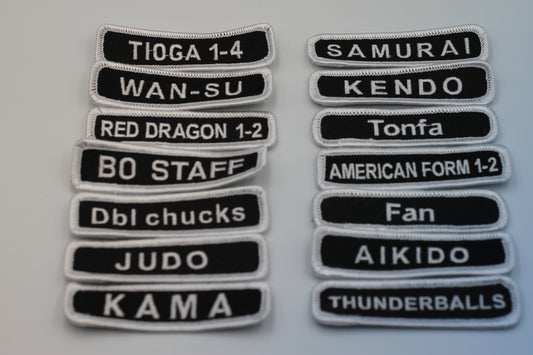 TIOGA 1-4
WAN-SU
RED DRAGON 1-2
BO STAFF
Dbl chucks
JUDO
KAMA
SAMURAI
KENDO
Tonfa
AMERICAN FORM 1-2
Fan
AIKIDO
THUNDERBALLS